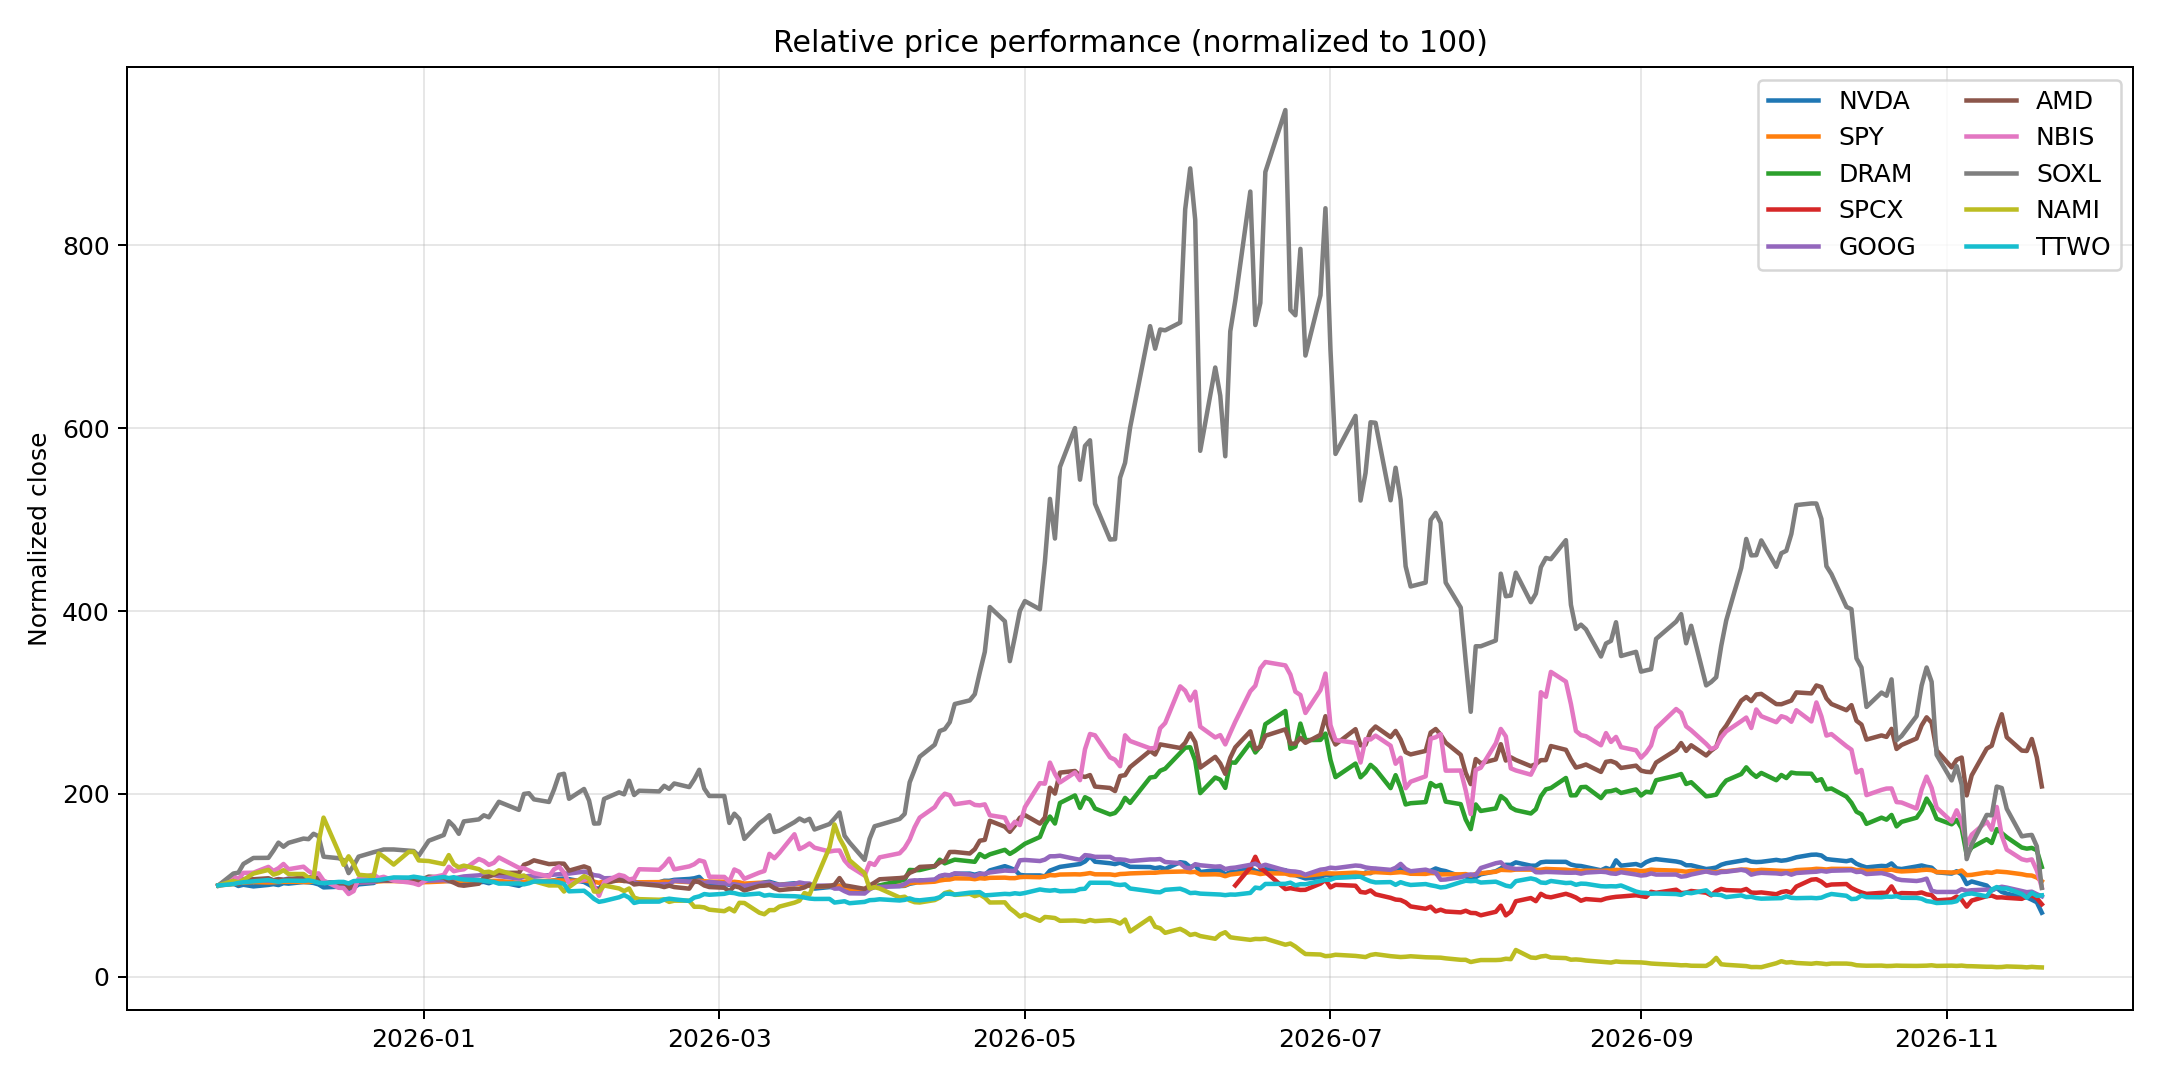 Relative price performance (normalized to 100)
NVDA
SPY
DRAM
SPCX
GOOG
AMD
NBIS
SOXL
NAMI
TTWO
Normalized close
800
600
400
200
0
2026-01
2026-03
2026-05
2026-07
2026-09
2026-11